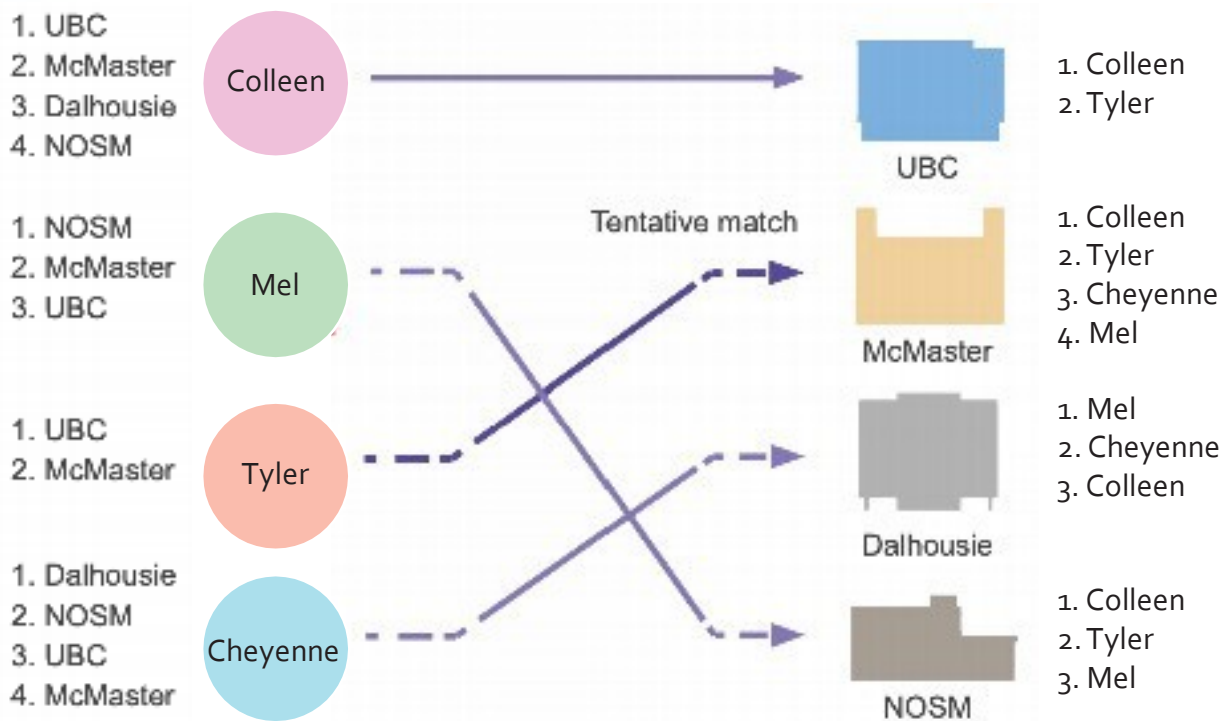 1. UBC
2. McMaster
3. Dalhousie
4. NOSM
Colleen
UBC
1. Colleen
2. Tyler
1. NOSM
2. McMaster
3. UBC
Mel
Tentative match
McMaster
1. Colleen
2. Tyler
3. Cheyenne
4. Mel
1. UBC
2. McMaster
Tyler
Dalhousie
1. Mel
2. Cheyenne
3. Colleen
1. Dalhousie
2. NOSM
3. UBC
4. McMaster
Cheyenne
NOSM
1. Colleen
2. Tyler
3. Mel